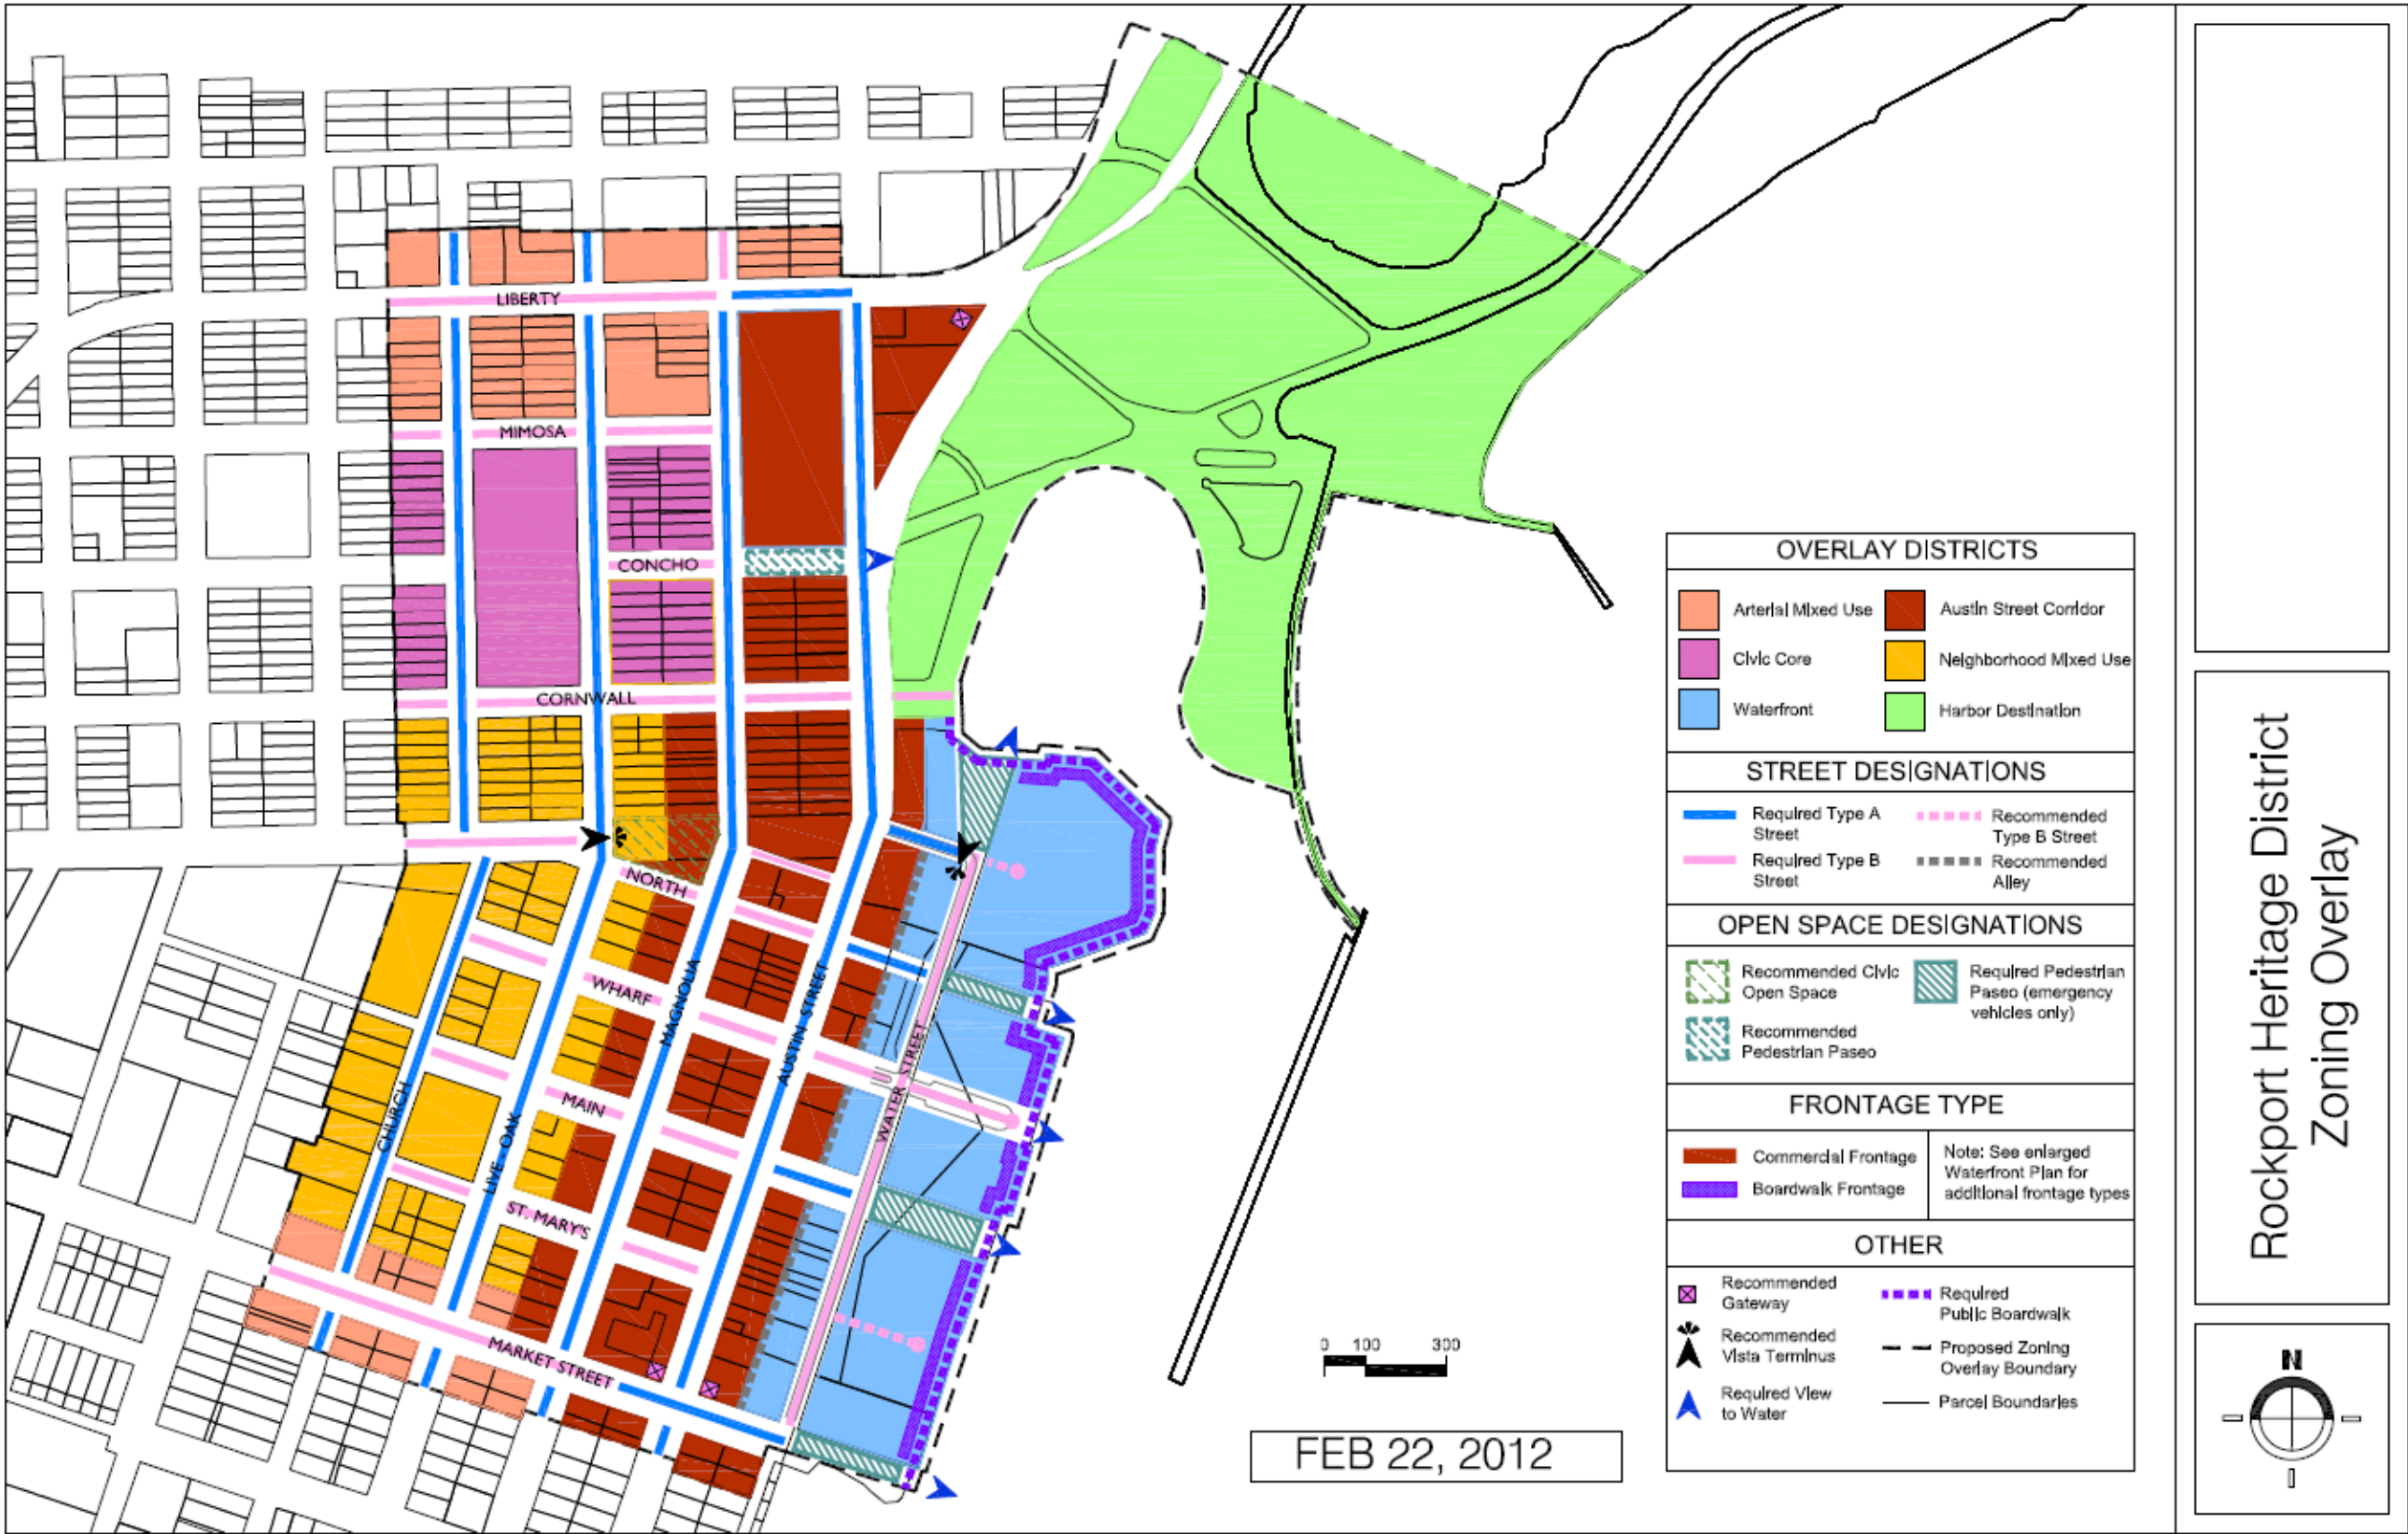 LIBERTY
MIMOSA
CONCHO
CORNWALL
NORTH
WHARF
MAGNOLIA
AUSTIN STREET
WATER STREET
MAIN
CHURCH
LIVE - OAK
ST. MARY'S
MARKET STREET
OVERLAY DISTRICTS
Arterial Mixed Use
Austin Street Corridor
Civic Core
Neighborhood Mixed Use
Waterfront
Harbor Destination
STREET DESIGNATIONS
Required Type A
Street
Recommended
Type B Street
Required Type B
Street
Recommended
Alley
OPEN SPACE DESIGNATIONS
Recommended Civic
Open Space
Required Pedestrian
Paseo (emergency
vehicles only)
Recommended
Pedestrian Paseo
FRONTAGE TYPE
Commercial Frontage
Boardwalk Frontage
Note: See enlarged
Waterfront Plan for
additional frontage types
OTHER
Recommended
Gateway
Required
Public Boardwalk
Recommended
Vista Terminus
Proposed Zoning
Overlay Boundary
Required View
to Water
Parcel Boundaries
0 100 300
FEB 22, 2012
Rockport Heritage District
Zoning Overlay
N